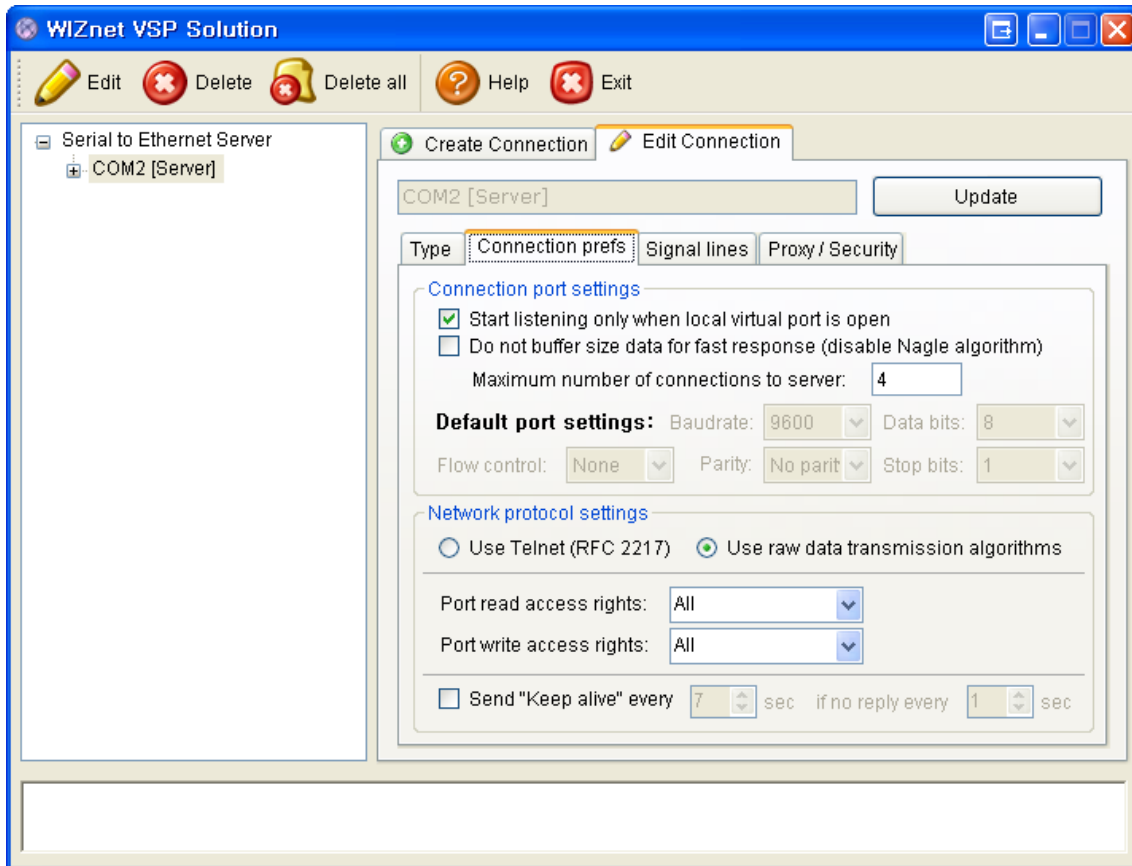 WIZnet VSP Solution
Edit Delete Delete all Help Exit
Serial to Ethernet Server
COM2 [Server]
Create Connection Edit Connection
COM2 [Server] Update
Type Connection prefs Signal lines Proxy / Security
Connection port settings
Start listening only when local virtual port is open
Do not buffer size data for fast response (disable Nagle algorithm)
Maximum number of connections to server: 4
Default port settings: Baudrate: 9600 Data bits: 8
Flow control: None Parity: No parit Stop bits: 1
Network protocol settings
Use Telnet (RFC 2217) Use raw data transmission algorithms
Port read access rights: All
Port write access rights: All
Send "Keep alive" every 7 sec if no reply every 1 sec